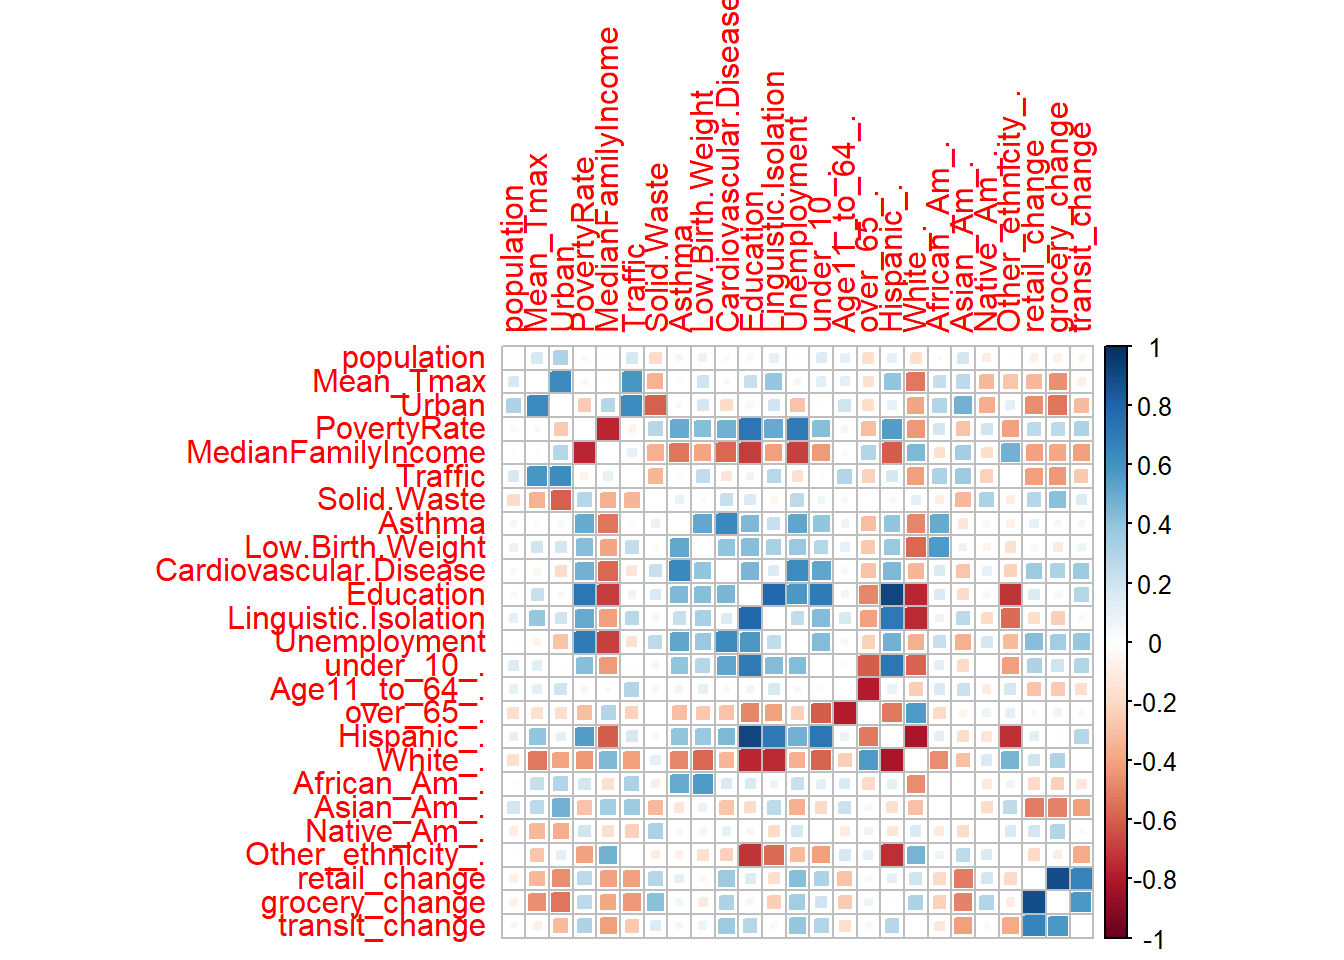 population
Mean_Tmax
Urban
PovertyRate
MedianFamilyIncome
Traffic
Solid.Waste
Asthma
Low.Birth.Weight
Cardiovascular.Disease
Education
Linguistic.Isolation
Unemployment
under_10_.
Age11_to_64_.
over_65_.
Hispanic_.
White_.
African_Am_.
Asian_Am_.
Native_Am_.
Other_ethnicity_.
retail_change
grocery_change
transit_change
population
Mean_Tmax
Urban
PovertyRate
MedianFamilyIncome
Traffic
Solid.Waste
Asthma
Low.Birth.Weight
Cardiovascular.Disease
Education
Linguistic.Isolation
Unemployment
under_10_.
Age11_to_64_.
over_65_.
Hispanic_.
White_.
African_Am_.
Asian_Am_.
Native_Am_.
Other_ethnicity_.
retail_change
grocery_change
transit_change
1
0.8
0.6
0.4
0.2
0
-0.2
-0.4
-0.6
-0.8
-1